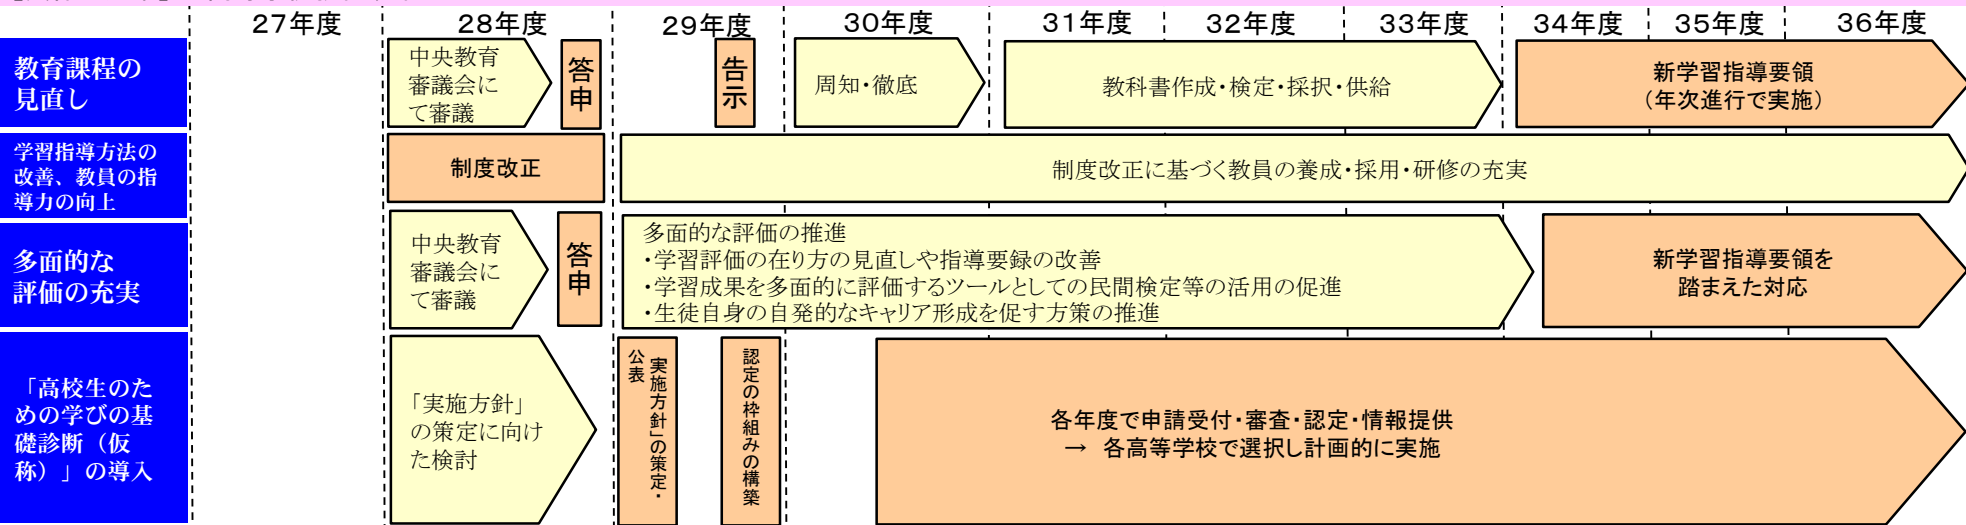 27年度 28年度 29年度 30年度 31年度 32年度 33年度 34年度 35年度 36年度
教育課程の
見直し
中央教育
審議会に
て審議
答申
告示
周知・徹底
教科書作成・検定・採択・供給
新学習指導要領
（年次進行で実施）
学習指導方法の
改善、教員の指
導力の向上
制度改正
制度改正に基づく教員の養成・採用・研修の充実
多面的な
評価の充実
中央教育
審議会に
て審議
答申
多面的な評価の推進
・学習評価の在り方の見直しや指導要録の改善
・学習成果を多面的に評価するツールとしての民間検定等の活用の促進
・生徒自身の自発的なキャリア形成を促す方策の推進
新学習指導要領を
踏まえた対応
「高校生のた
めの学びの基
礎診断（仮
称）」の導入
「実施方針」
の策定に向け
た検討
実施方針」の策定・
公表
認定の枠組みの構築
各年度で申請受付・審査・認定・情報提供
→ 各高等学校で選択し計画的に実施